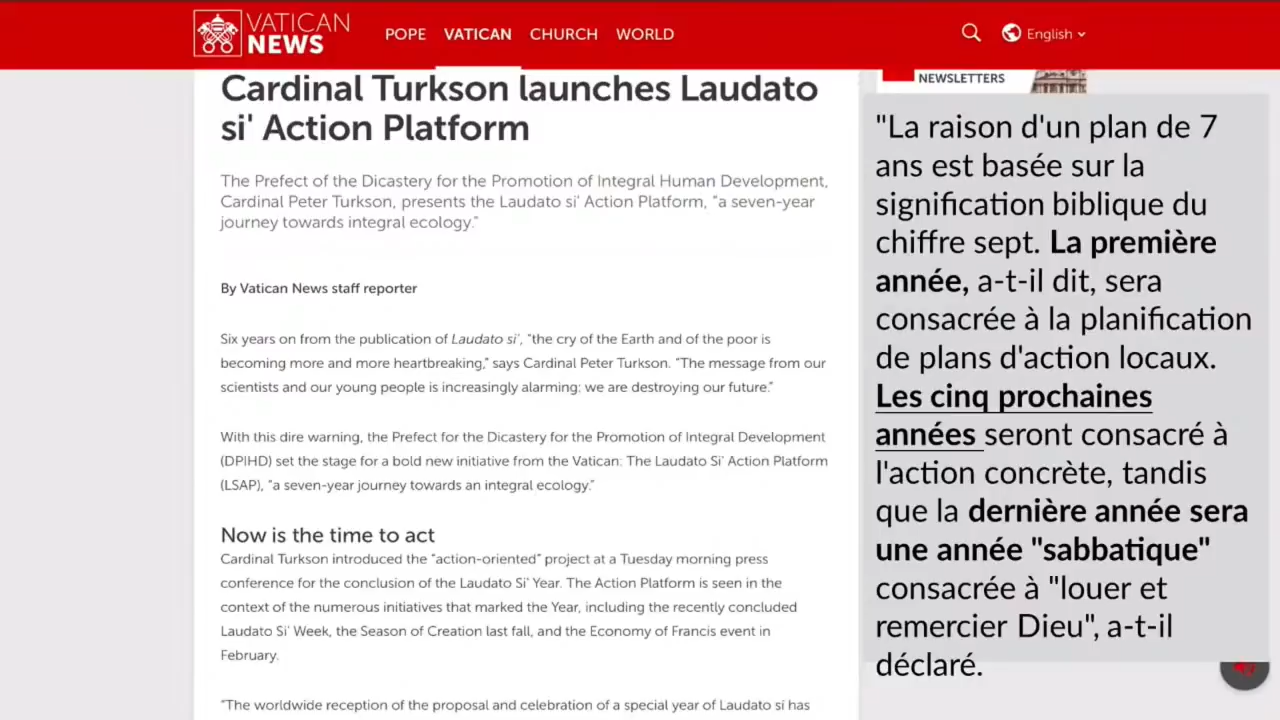 VATICAN
NEWS
POPE VATICAN CHURCH WORLD
English
NEWSLETTERS
Cardinal Turkson launches Laudato
si' Action Platform
The Prefect of the Dicastery for the Promotion of Integral Human Development,
Cardinal Peter Turkson, presents the Laudato si' Action Platform, "a seven-year
journey towards integral ecology."
By Vatican News staff reporter
Six years on from the publication of Laudato si', "the cry of the Earth and of the poor is
becoming more and more heartbreaking," says Cardinal Peter Turkson. "The message from our
scientists and our young people is increasingly alarming: we are destroying our future."
With this dire warning, the Prefect for the Dicastery for the Promotion of Integral Development
(DPIHD) set the stage for a bold new initiative from the Vatican: The Laudato Si' Action Platform
(LSAP), "a seven-year journey towards an integral ecology."
Now is the time to act
Cardinal Turkson introduced the "action-oriented" project at a Tuesday morning press
conference for the conclusion of the Laudato Si' Year. The Action Platform is seen in the
context of the numerous initiatives that marked the Year, including the recently concluded
Laudato Si' Week, the Season of Creation last fall, and the Economy of Francis event in
February.
"The worldwide reception of the proposal and celebration of a special year of Laudato si has
"La raison d'un plan de 7
ans est basée sur la
signification biblique du
chiffre sept. La première
année, a-t-il dit, sera
consacrée à la planification
de plans d'action locaux.
Les cinq prochaines
années seront consacré à
l'action concrète, tandis
que la dernière année sera
une année "sabbatique"
consacrée à "louer et
remercier Dieu", a-t-il
déclaré.